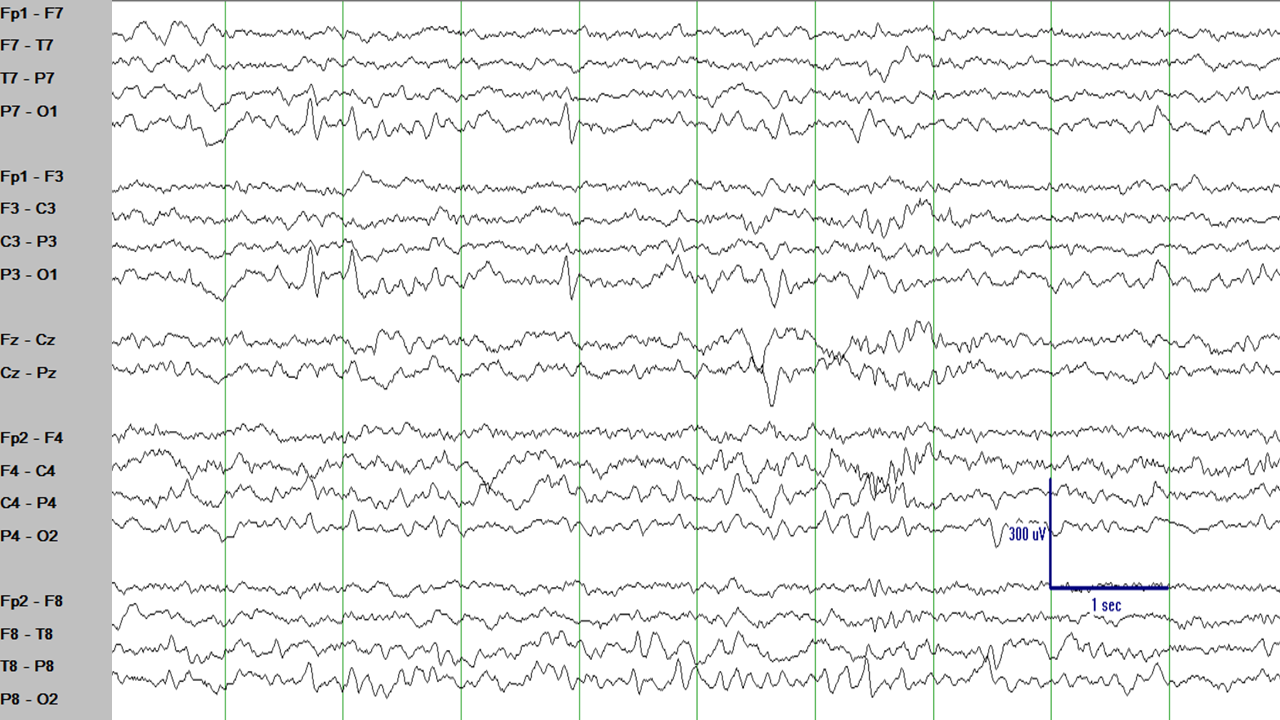 Fp1 - F7
F7 - T7
T7 - P7
P7 - O1
Fp1 - F3
F3 - C3
C3 - P3
P3 - O1
Fz - Cz
Cz - Pz
Fp2 - F4
F4 - C4
C4 - P4
P4 - O2
300 uV
1 sec
Fp2 - F8
F8 - T8
T8 - P8
P8 - O2